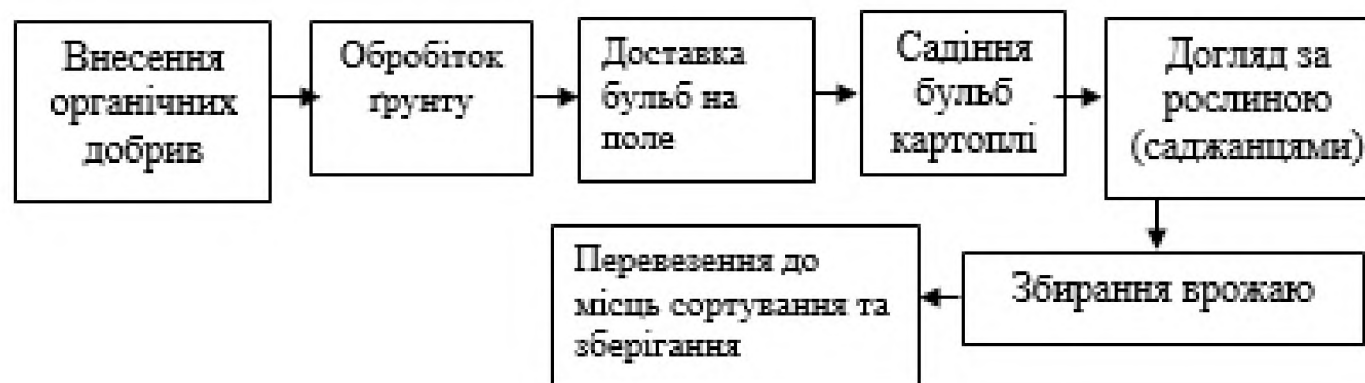 Внесення
органічних
добрив
Обробіток
ґрунту
Доставка
бульб на
поле
Садіння
бульб
картоплі
Догляд за
рослиною
(саджанцями)
Збирання врожаю
Перевезення до
місць сортування та
зберігання